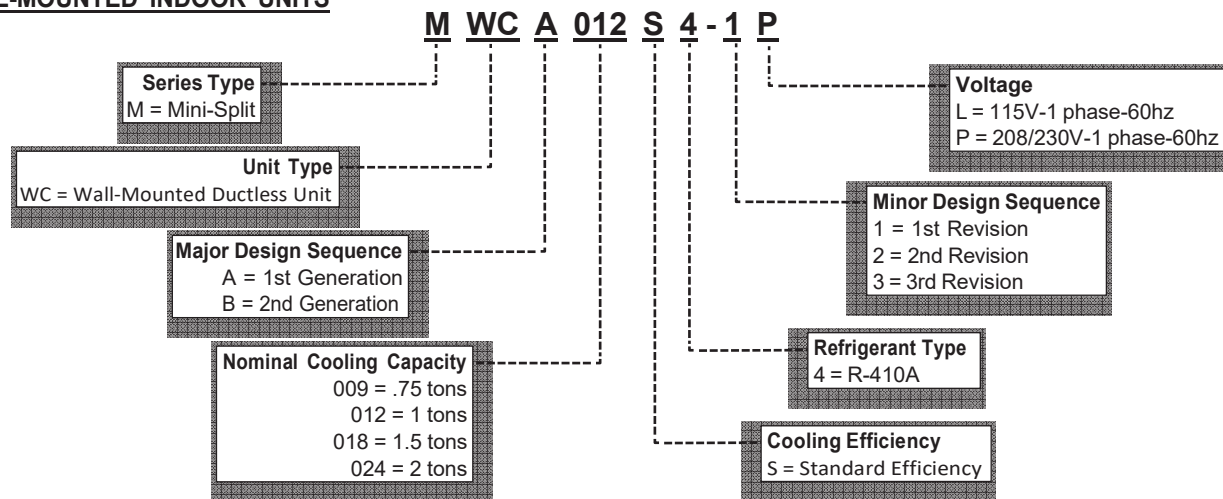 E-MOUNTED INDOOR UNITS
M WC A 012 S 4 - 1 P
Series Type
M = Mini-Split
Unit Type
WC = Wall-Mounted Ductless Unit
Major Design Sequence
A = 1st Generation
B = 2nd Generation
Nominal Cooling Capacity
009 = .75 tons
012 = 1 tons
018 = 1.5 tons
024 = 2 tons
Voltage
L = 115V-1 phase-60hz
P = 208/230V-1 phase-60hz
Minor Design Sequence
1 = 1st Revision
2 = 2nd Revision
3 = 3rd Revision
Refrigerant Type
4 = R-410A
Cooling Efficiency
S = Standard Efficiency